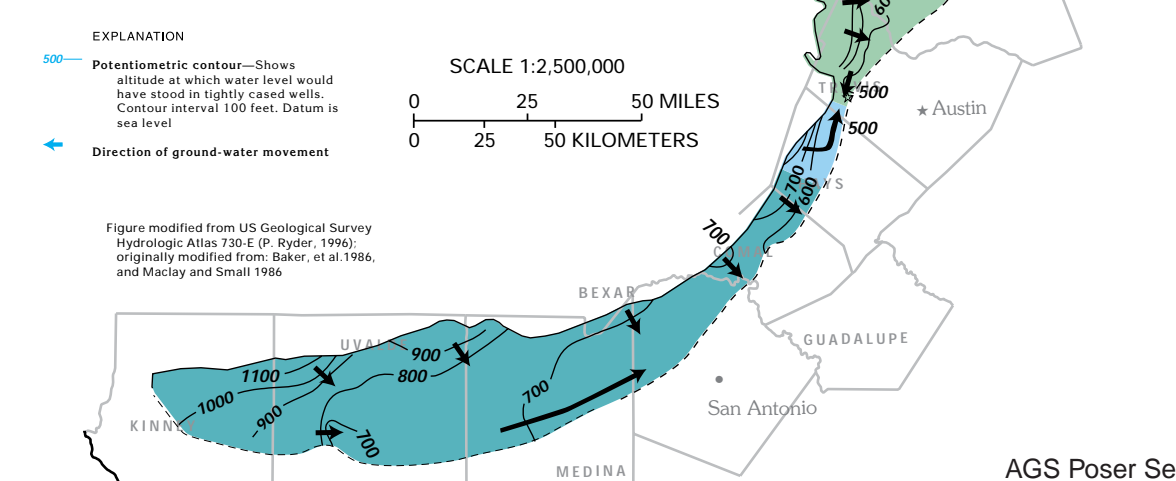 EXPLANATION
500
Potentiometric contour—Shows
altitude at which water level would
have stood in tightly cased wells.
Contour interval 100 feet. Datum is
sea level
Direction of ground-water movement
SCALE 1:2,500,000
0 25 50 MILES
0 25 50 KILOMETERS
Figure modified from US Geological Survey
Hydrologic Atlas 730-E (P. Ryder, 1996);
originally modified from: Baker, et al.1986,
and Maclay and Small 1986
500
Austin
500
700
600
700
COMAL
BEXAR
GUADALUPE
900
800
1100
1000
900
700
700
San Antonio
MEDINA
AGS Poser Se